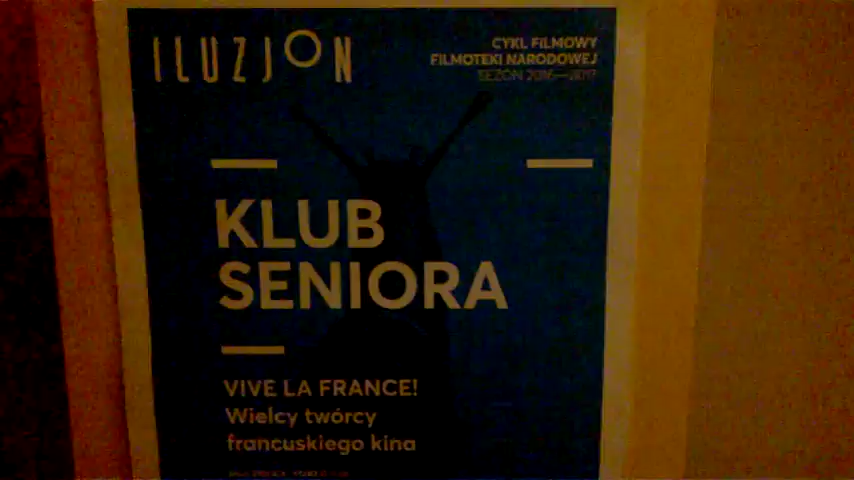 ILUZJON
CYKL FILMOWY
FILMOTEKI NARODOWEJ
SEZON 2016—2017
KLUB
SENIORA
VIVE LA FRANCE!
Wielcy twórcy
francuskiego kina